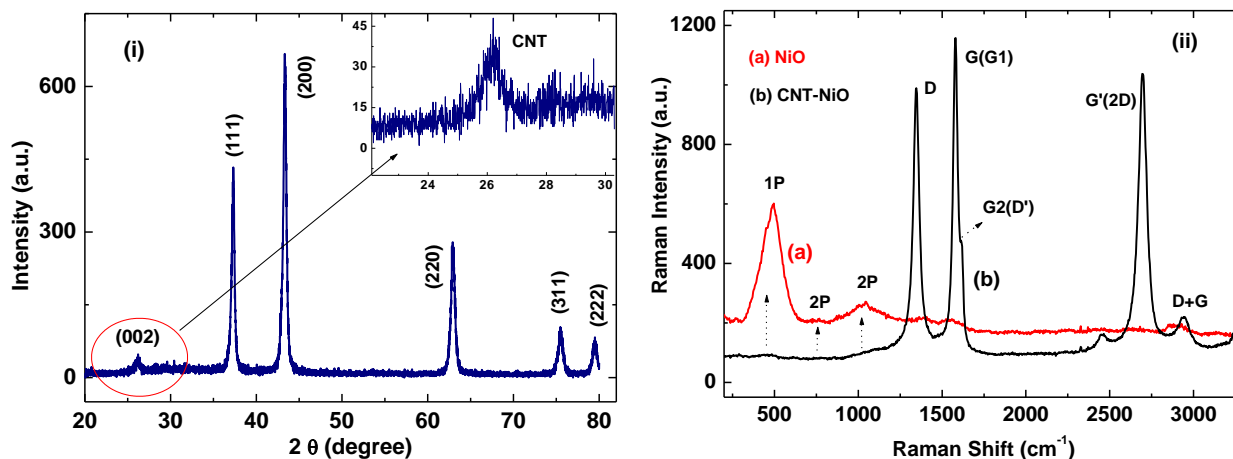 (i)
CNT
45
30
15
0
24
26
28
30
600
300
0
Intensity (a.u.)
(002)
(111)
(200)
(220)
(311)
(222)
20
30
40
50
60
70
80
2 θ (degree)
(ii)
(a) NiO
(b) CNT-NiO
1200
800
400
0
Raman Intensity (a.u.)
1P
(a)
2P
2P
D
G(G1)
G2(D')
(b)
G'(2D)
D+G
500
1000
1500
2000
2500
3000
Raman Shift (cm⁻¹)